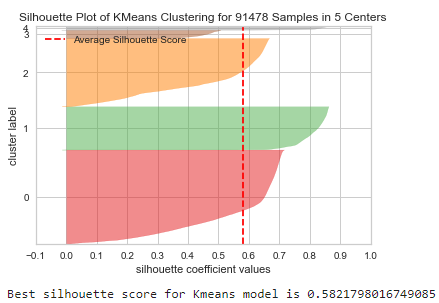 Silhouette Plot of KMeans Clustering for 91478 Samples in 5 Centers
4
3
Average Silhouette Score
2
1
0
cluster label
-0.1 0.0 0.1 0.2 0.3 0.4 0.5 0.6 0.7 0.8 0.9 1.0
silhouette coefficient values
Best silhouette score for Kmeans model is 0.5821798016749085